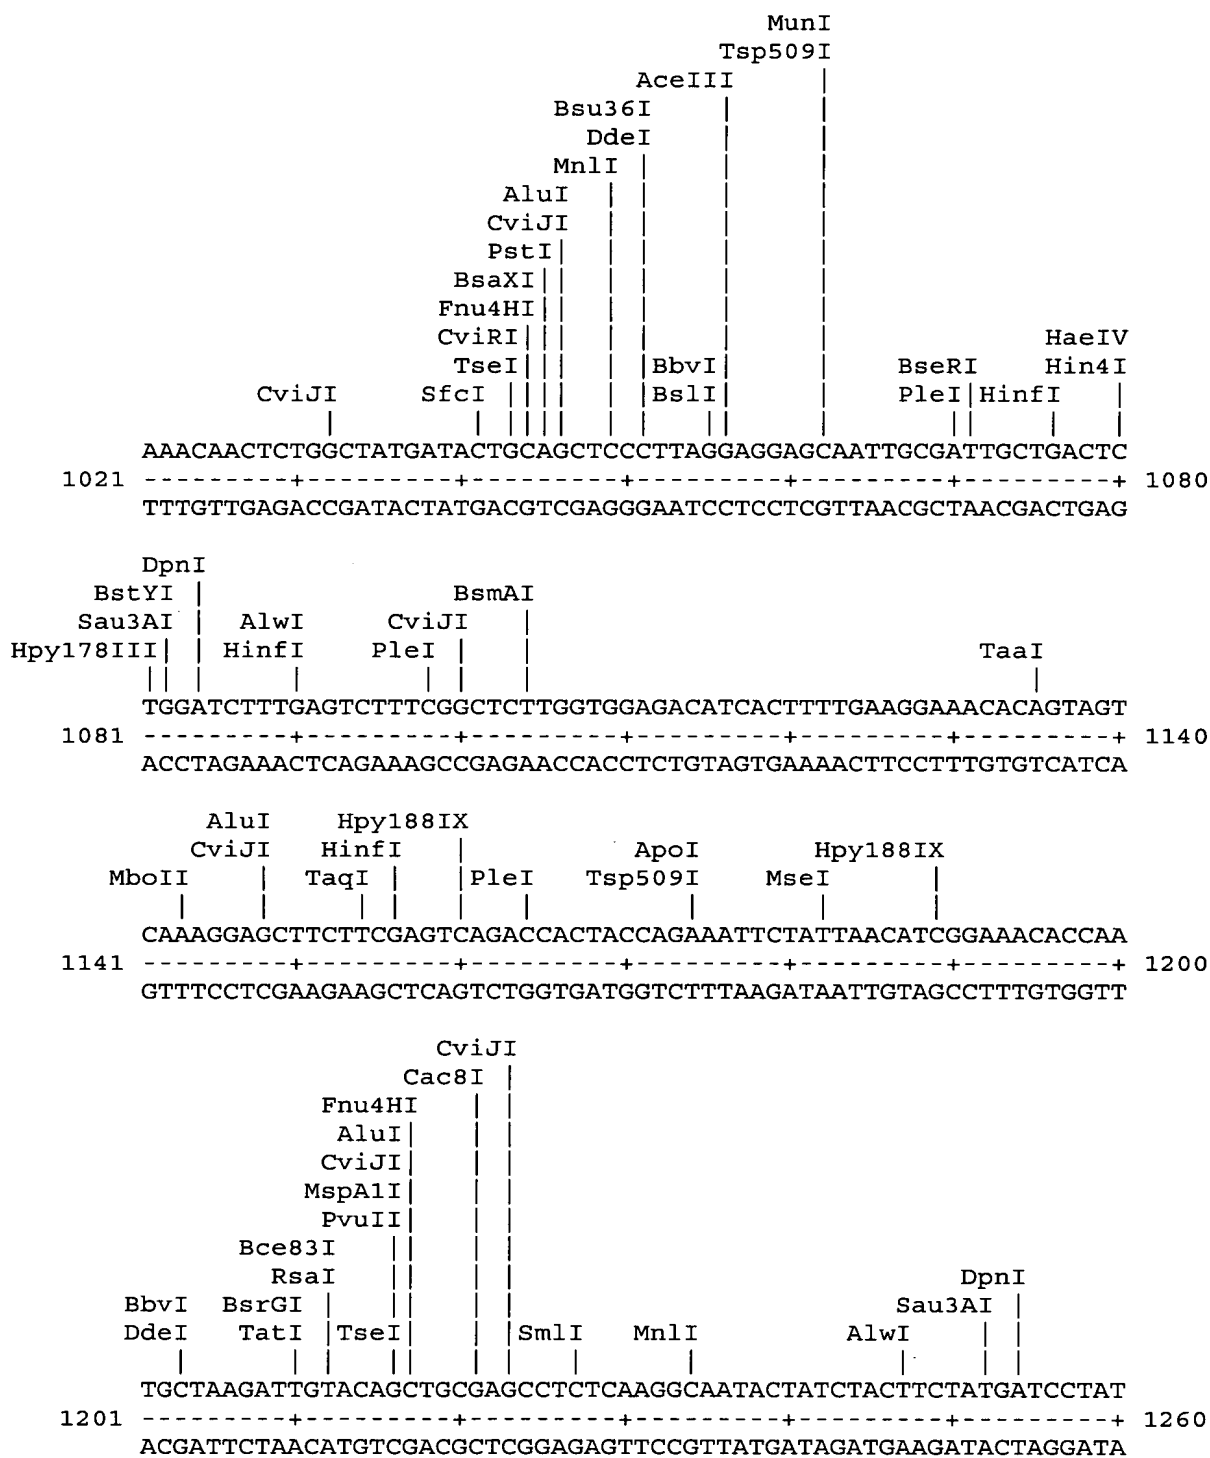 MunI
Tsp509I
AceIII
Bsu36I
DdeI
MnlI
AluI
CviJI
PstI
BsaXI
Fnu4HI
CviRI HaeIV
TseI BbvI BseRI Hin4I
CviJI SfcI BslI PleI HinfI
AAACAACTCTGGCTATGATACTGCAGCTCCCTTAGGAGGAGCAATTGCGATTGCTGACTC
1021 ---------+---------+---------+---------+---------+---------+ 1080
TTTGTTGAGACCGATACTATGACGTCGAGGGAATCCTCCTCGTTAACGCTAACGACTGAG
DpnI
BstYI BsmAI
Sau3AI AlwI CviJI
Hpy178III HinfI PleI TaaI
TGGATCTTTGAGTCTTTCGGCTCTTGGTGGAGACATCACTTTTGAAGGAAACACAGTAGT
1081 ---------+---------+---------+---------+---------+---------+ 1140
ACCTAGAAACTCAGAAAGCCGAGAACCACCTCTGTAGTGAAAACTTCCTTTGTGTCATCA
AluI Hpy188IX
CviJI HinfI ApoI Hpy188IX
MboII TaqI PleI Tsp509I MseI
CAAAGGAGCTTCTTCGAGTCAGACCACTACCAGAAATTCTATTAACATCGGAAACACCAA
1141 ---------+---------+---------+---------+---------+---------+ 1200
GTTTCCTCGAAGAAGCTCAGTCTGGTGATGGTCTTTAAGATAATTGTAGCCTTTGTGGTT
CviJI
Cac8I
Fnu4HI
AluI
CviJI
MspA1I
PvuII
Bce83I
RsaI DpnI
BbvI BsrGI Sau3AI
DdeI TatI TseI SmlI MnlI AlwI
TGCTAAGATTGTACAGCTGCGAGCCTCTCAAGGCAATACTATCTACTTCTATGATCCTAT
1201 ---------+---------+---------+---------+---------+---------+ 1260
ACGATTCTAACATGTCGACGCTCGGAGAGTTCCGTTATGATAGATGAAGATACTAGGATA